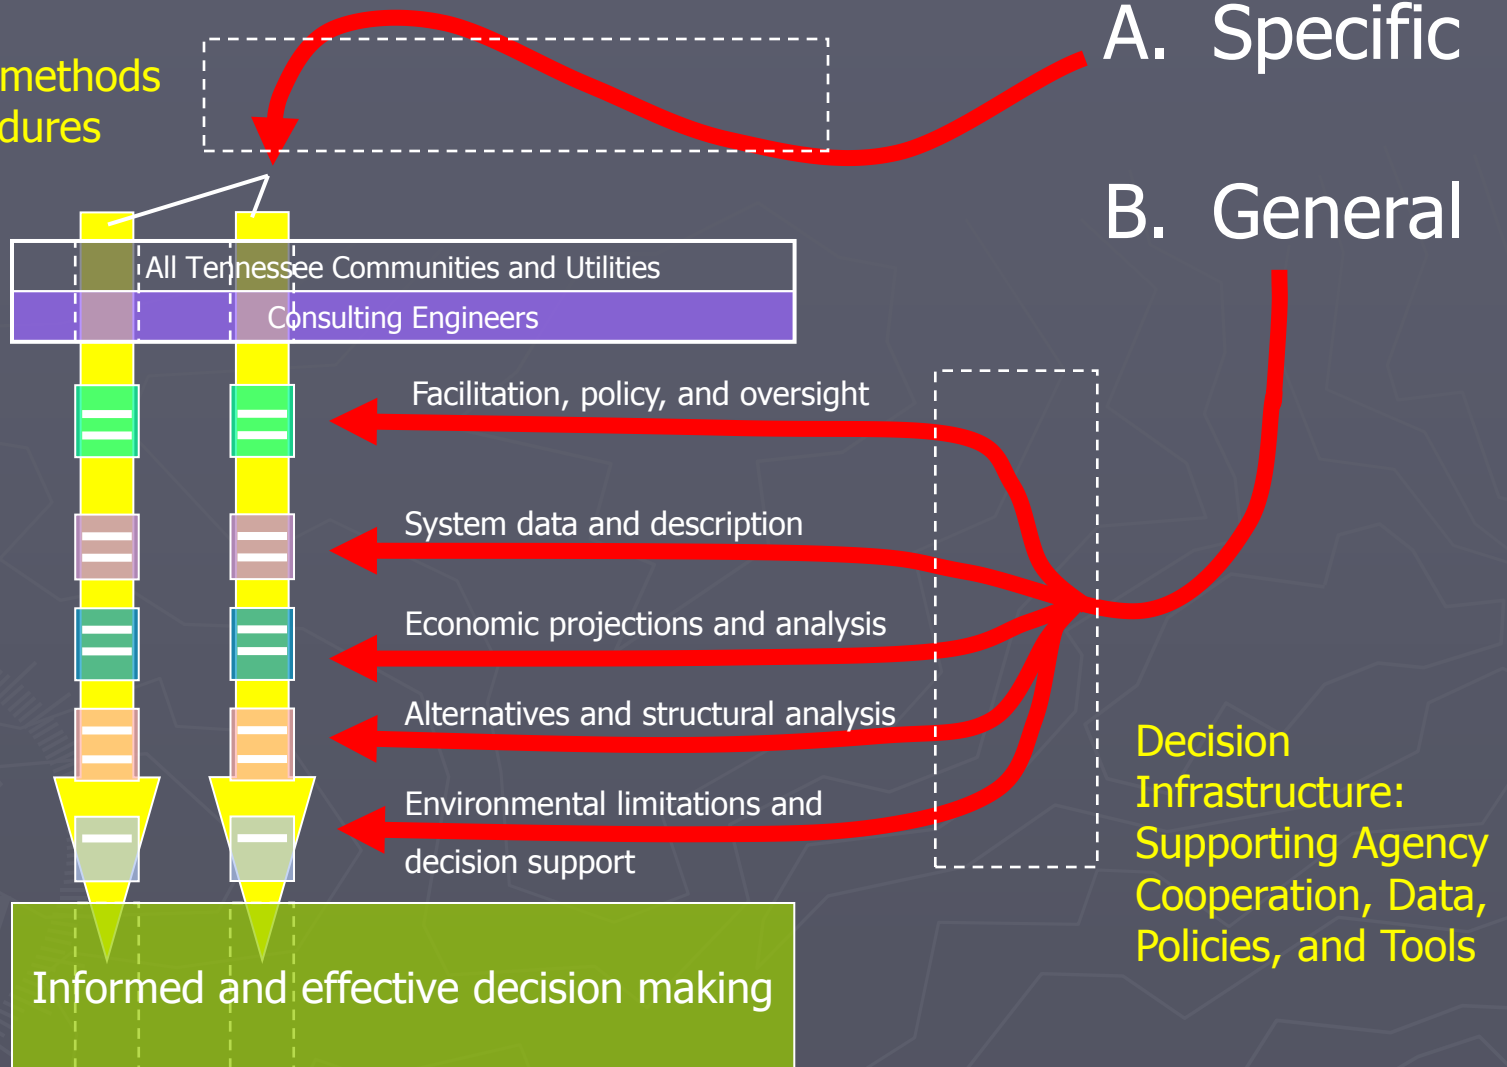 A. Specific
methods
dures
B. General
All Tennessee Communities and Utilities
Consulting Engineers
Facilitation, policy, and oversight
System data and description
Economic projections and analysis
Alternatives and structural analysis
Environmental limitations and
decision support
Decision
Infrastructure:
Supporting Agency
Cooperation, Data,
Policies, and Tools
Informed and effective decision making